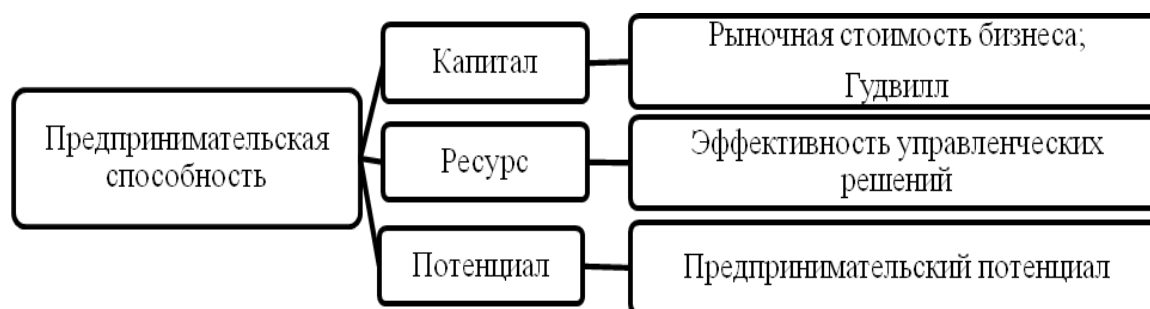 Предпринимательская
способность
Капитал
Рыночная стоимость бизнеса;
Гудвилл
Ресурс
Эффективность управленческих
решений
Потенциал
Предпринимательский потенциал